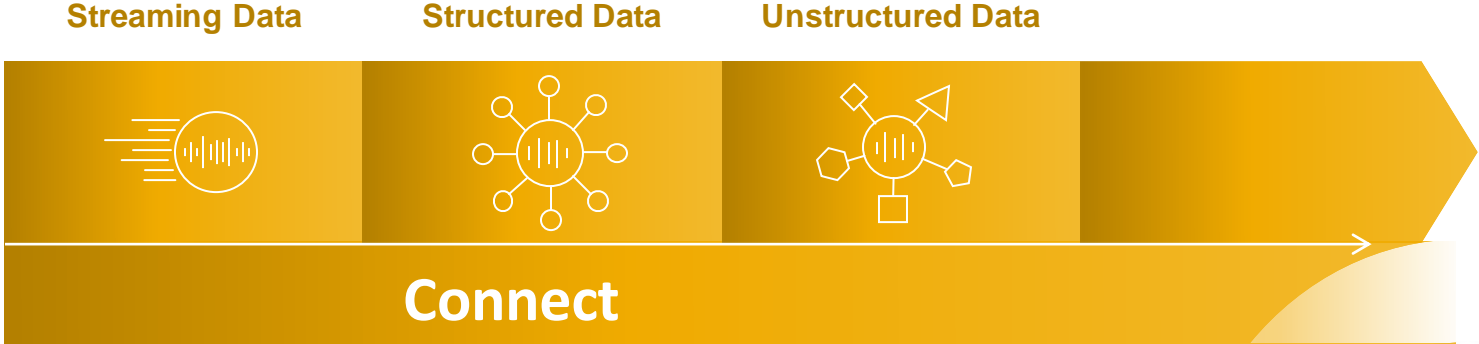 Streaming Data
Structured Data
Unstructured Data
Connect